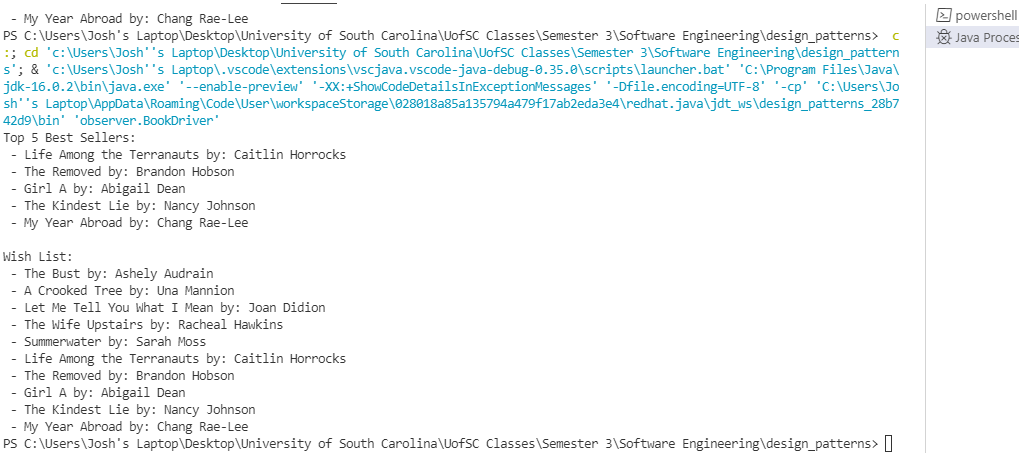 - My Year Abroad by: Chang Rae-Lee
PS C:\Users\Josh's Laptop\Desktop\University of South Carolina\UofSC Classes\Semester 3\Software Engineering\design_patterns>  c
:; cd 'c:\Users\Josh''s Laptop\Desktop\University of South Carolina\UofSC Classes\Semester 3\Software Engineering\design_pattern
s'; & 'c:\Users\Josh''s Laptop\.vscode\extensions\vscjava.vscode-java-debug-0.35.0\scripts\launcher.bat' 'C:\Program Files\Java\
jdk-16.0.2\bin\java.exe' '--enable-preview' '-XX:+ShowCodeDetailsInExceptionMessages' '-Dfile.encoding=UTF-8' '-cp' 'C:\Users\Jo
sh''s Laptop\AppData\Roaming\Code\User\workspaceStorage\028018a85a135794a479f17ab2eda3e4\redhat.java\jdt_ws\design_patterns_28b7
42d9\bin' 'observer.BookDriver'
Top 5 Best Sellers:
- Life Among the Terranauts by: Caitlin Horrocks
- The Removed by: Brandon Hobson
- Girl A by: Abigail Dean
- The Kindest Lie by: Nancy Johnson
- My Year Abroad by: Chang Rae-Lee
Wish List:
- The Bust by: Ashely Audrain
- A Crooked Tree by: Una Mannion
- Let Me Tell You What I Mean by: Joan Didion
- The Wife Upstairs by: Racheal Hawkins
- Summerwater by: Sarah Moss
- Life Among the Terranauts by: Caitlin Horrocks
- The Removed by: Brandon Hobson
- Girl A by: Abigail Dean
- The Kindest Lie by: Nancy Johnson
- My Year Abroad by: Chang Rae-Lee
PS C:\Users\Josh's Laptop\Desktop\University of South Carolina\UofSC Classes\Semester 3\Software Engineering\design_patterns>
powershell
Java Proces